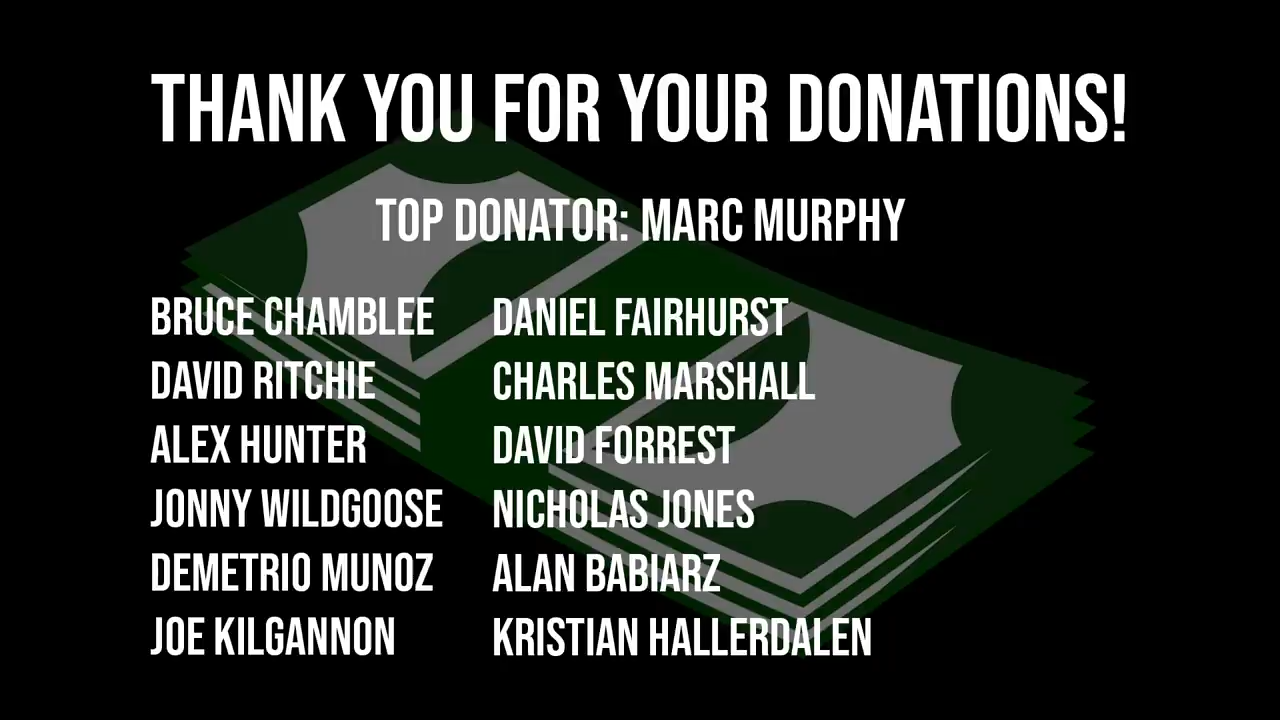 THANK YOU FOR YOUR DONATIONS!
TOP DONATOR: MARC MURPHY
BRUCE CHAMBLEE
DAVID RITCHIE
ALEX HUNTER
JONNY WILDGOOSE
DEMETRIO MUNOZ
JOE KILGANNON
DANIEL FAIRHURST
CHARLES MARSHALL
DAVID FORREST
NICHOLAS JONES
ALAN BABIARZ
KRISTIAN HALLERDALEN